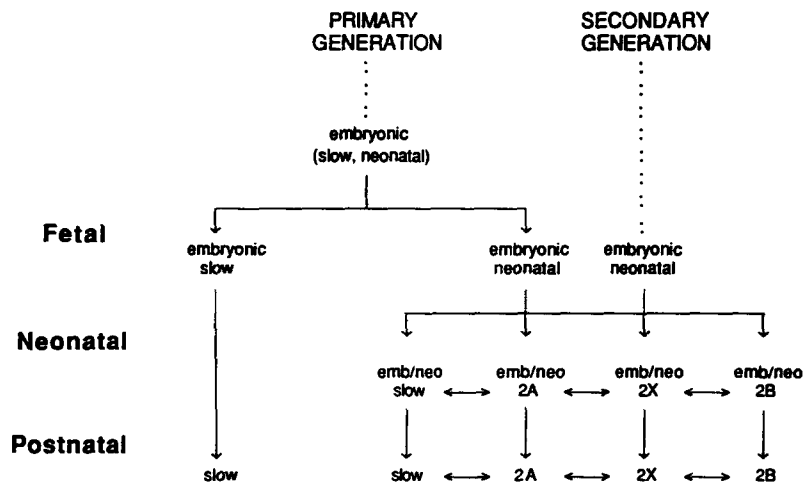 PRIMARY GENERATION
SECONDARY GENERATION
embryonic
(slow, neonatal)
Fetal
embryonic slow
embryonic neonatal
embryonic neonatal
Neonatal
emb/neo slow
emb/neo 2A
emb/neo 2X
emb/neo 2B
Postnatal
slow
slow
2A
2X
2B